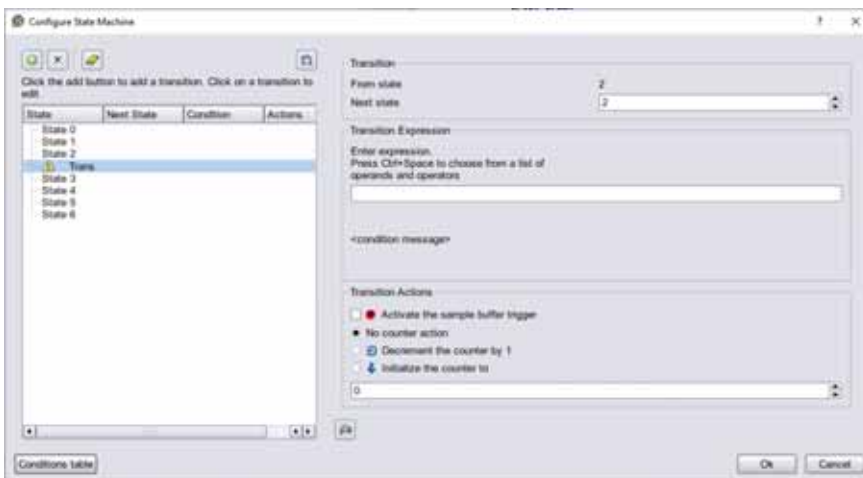 Configure State Machine
? X
Click the add button to add a transition. Click on a transition to
edit.
State Next State Condition Actions
State 0
State 1
State 2
Trans
State 3
State 4
State 5
State 6
Conditions table
Transition
From state 2
Next state 2
Transition Expression
Enter expression.
Press Ctrl+Space to choose from a list of
operands and operators
<condition message>
Transition Actions
Activate the sample buffer trigger
No counter action
Decrement the counter by 1
Initialize the counter to
0
Ok Cancel